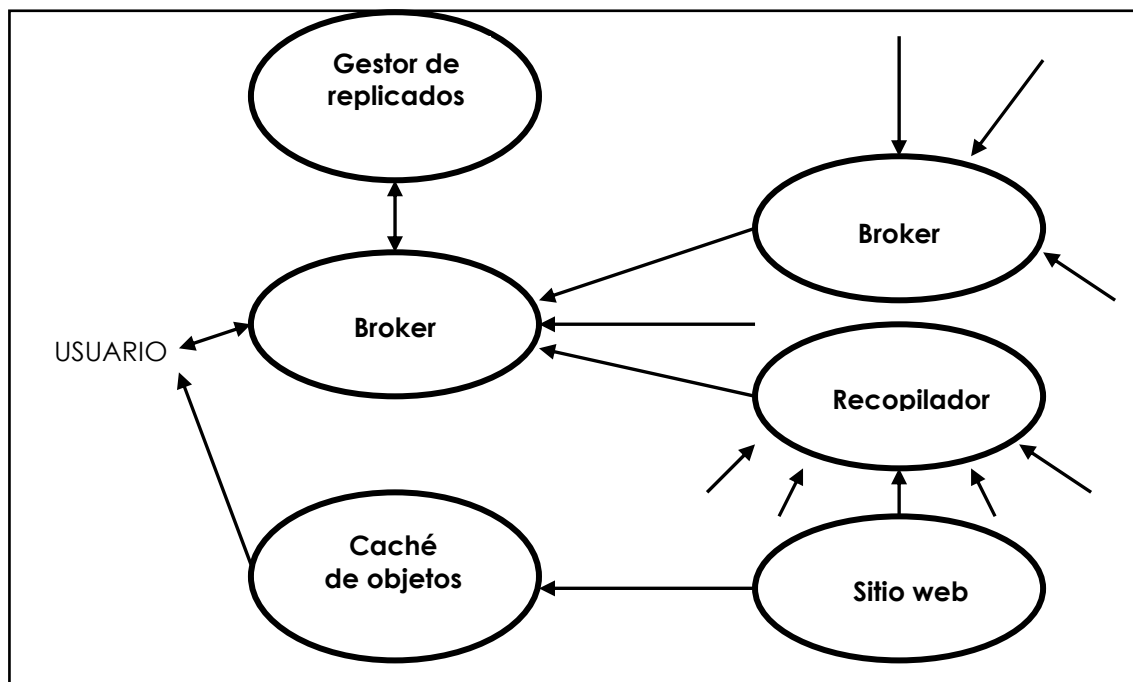 Gestor de
replicados
Broker
Broker
USUARIO
Recopilador
Caché
de objetos
Sitio web